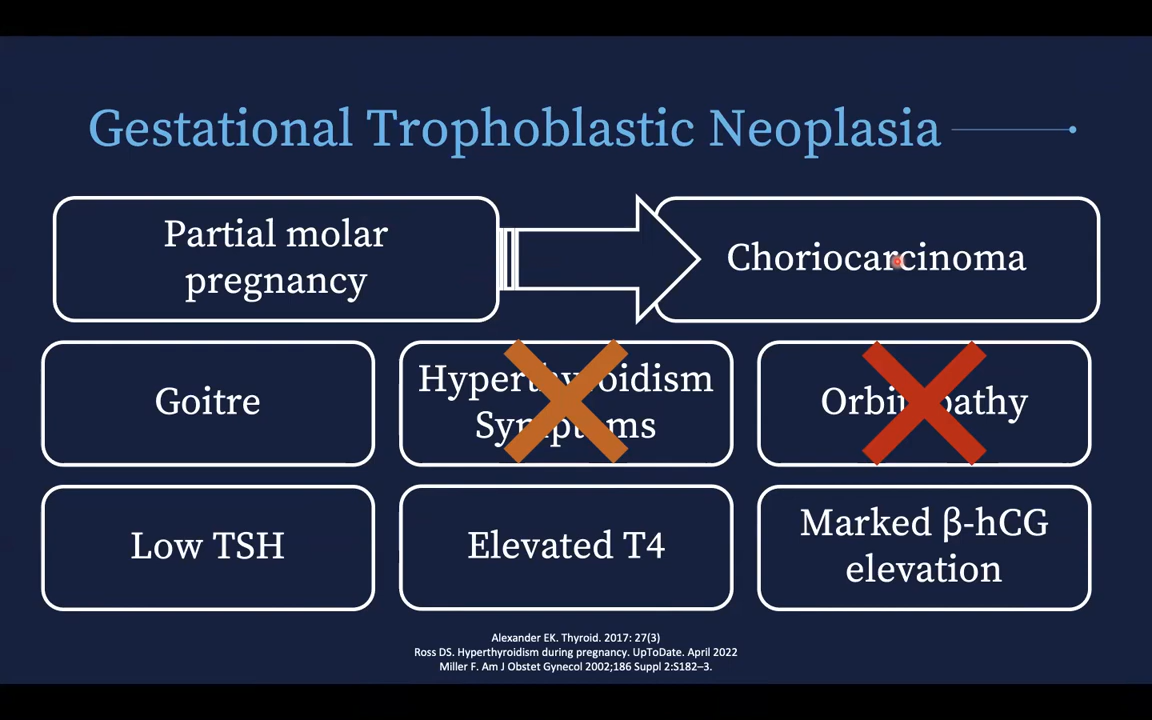 Gestational Trophoblastic Neoplasia
Partial molar
pregnancy
Choriocarcinoma
Goitre
Hyperthyroidism
Symptoms
Orbitopathy
Low TSH
Elevated T4
Marked β-hCG
elevation
Alexander EK. Thyroid. 2017: 27(3)
Ross DS. Hyperthyroidism during pregnancy. UpToDate. April 2022
Miller F. Am J Obstet Gynecol 2002;186 Suppl 2:S182–3.